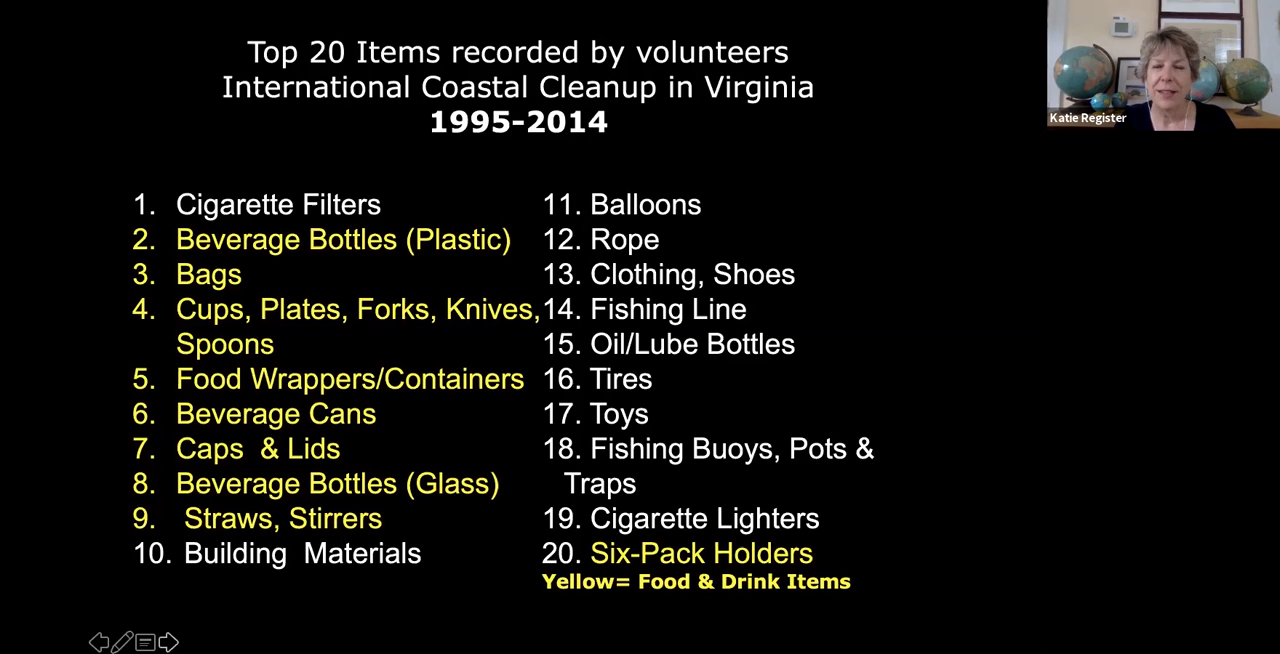 Top 20 Items recorded by volunteers
International Coastal Cleanup in Virginia
1995-2014
Katie Register
1. Cigarette Filters
2. Beverage Bottles (Plastic)
3. Bags
4. Cups, Plates, Forks, Knives,
Spoons
5. Food Wrappers/Containers
6. Beverage Cans
7. Caps & Lids
8. Beverage Bottles (Glass)
9. Straws, Stirrers
10. Building Materials
11. Balloons
12. Rope
13. Clothing, Shoes
14. Fishing Line
15. Oil/Lube Bottles
16. Tires
17. Toys
18. Fishing Buoys, Pots &
Traps
19. Cigarette Lighters
20. Six-Pack Holders
Yellow= Food & Drink Items